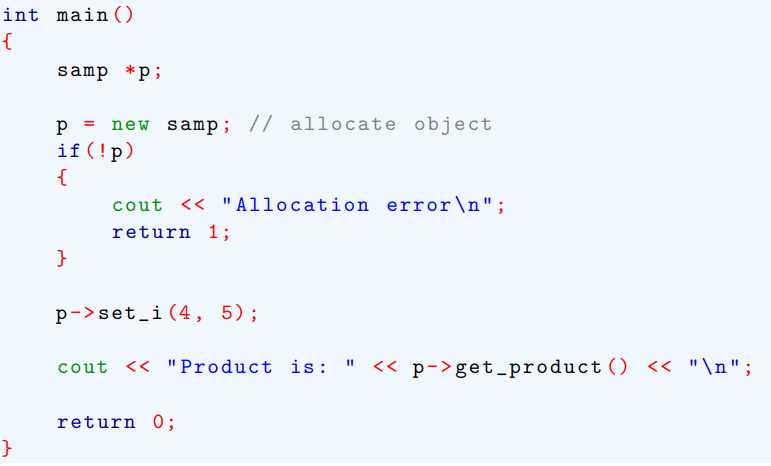 int main()
{
    samp *p;

    p = new samp; // allocate object
    if(!p)
    {
        cout << "Allocation error\n";
        return 1;
    }

    p->set_i(4, 5);

    cout << "Product is: " << p->get_product() << "\n";

    return 0;
}